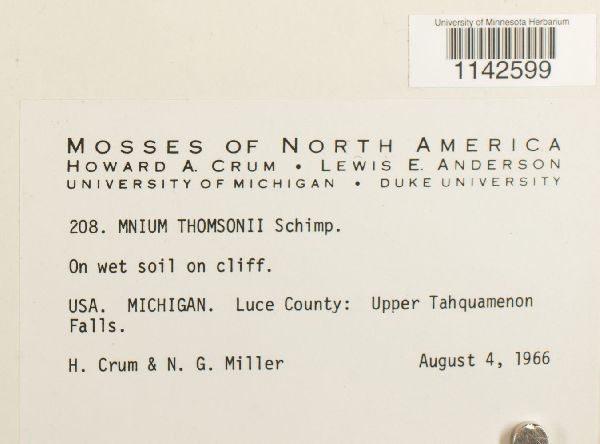 University of Minnesota Herbarium
1142599
MOSSES OF NORTH AMERICA
HOWARD A. CRUM • LEWIS E. ANDERSON
UNIVERSITY OF MICHIGAN • DUKE UNIVERSITY
208. MNIUM THOMSONII Schimp.
On wet soil on cliff.
USA. MICHIGAN. Luce County: Upper Tahquamenon
Falls.
H. Crum & N. G. Miller August 4, 1966